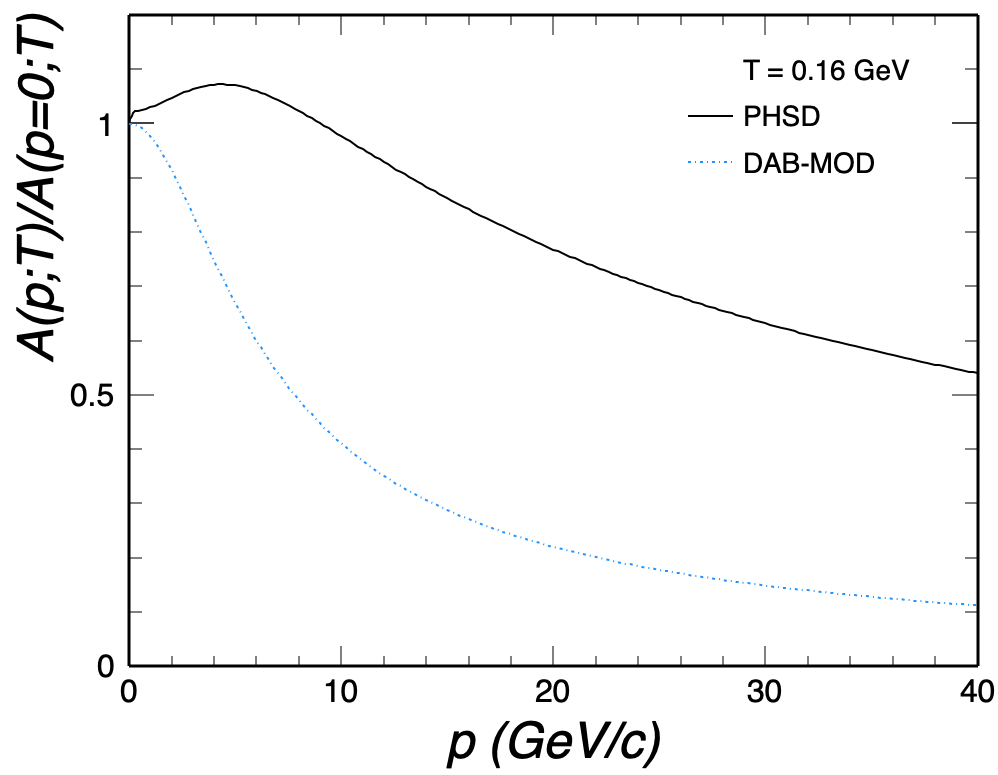 A(p;T)/A(p=0;T)
1
0.5
0
T = 0.16 GeV
PHSD
DAB-MOD
0
10
20
30
40
p (GeV/c)